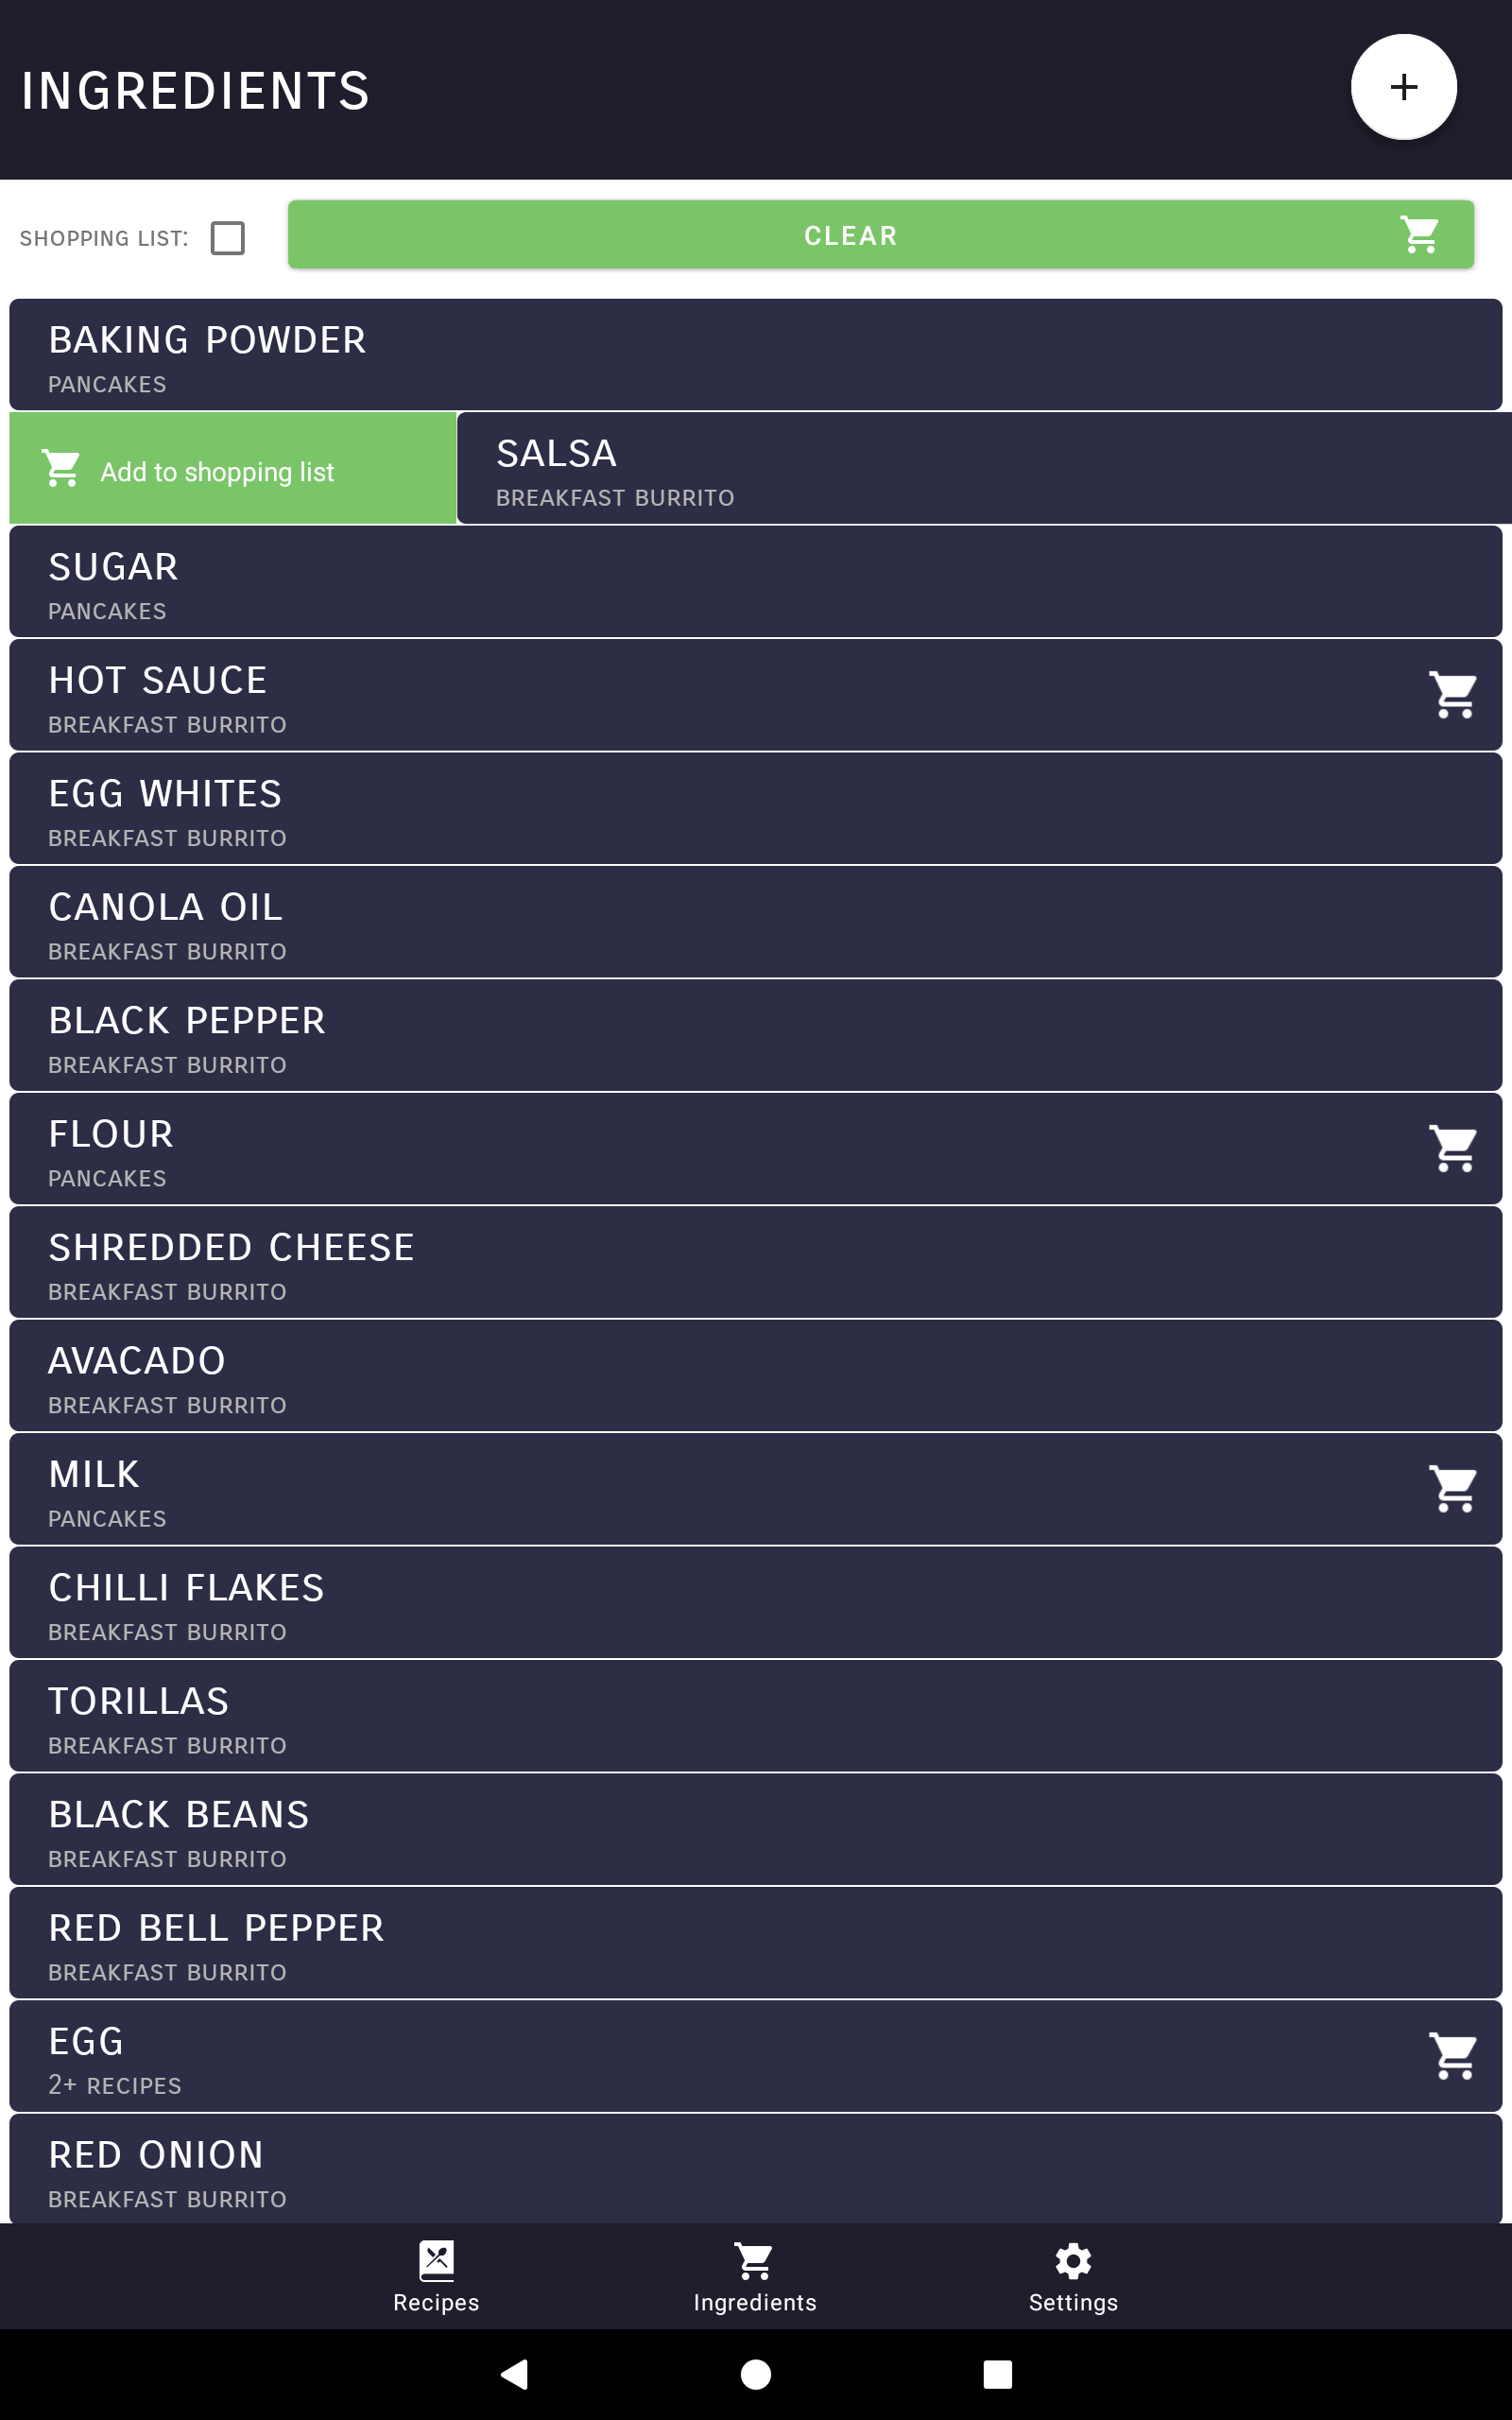 INGREDIENTS
SHOPPING LIST:
CLEAR
BAKING POWDER
PANCAKES
Add to shopping list
SALSA
BREAKFAST BURRITO
SUGAR
PANCAKES
HOT SAUCE
BREAKFAST BURRITO
EGG WHITES
BREAKFAST BURRITO
CANOLA OIL
BREAKFAST BURRITO
BLACK PEPPER
BREAKFAST BURRITO
FLOUR
PANCAKES
SHREDDED CHEESE
BREAKFAST BURRITO
AVACADO
BREAKFAST BURRITO
MILK
PANCAKES
CHILLI FLAKES
BREAKFAST BURRITO
TORILLAS
BREAKFAST BURRITO
BLACK BEANS
BREAKFAST BURRITO
RED BELL PEPPER
BREAKFAST BURRITO
EGG
2+ RECIPES
RED ONION
BREAKFAST BURRITO
Recipes
Ingredients
Settings